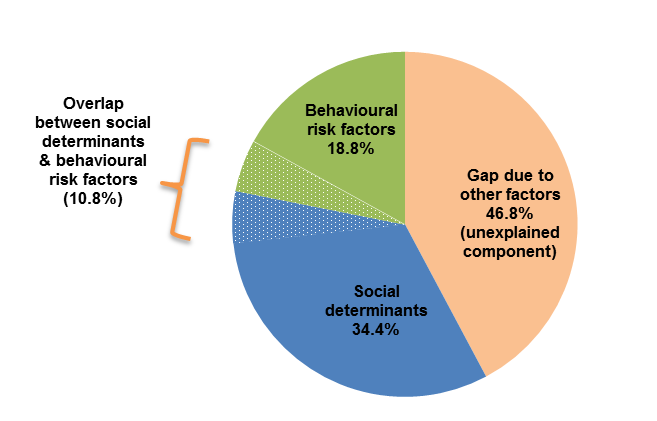 Overlap
between social
determinants
& behavioural
risk factors
(10.8%)
Behavioural
risk factors
18.8%
Gap due to
other factors
46.8%
(unexplained
component)
Social
determinants
34.4%